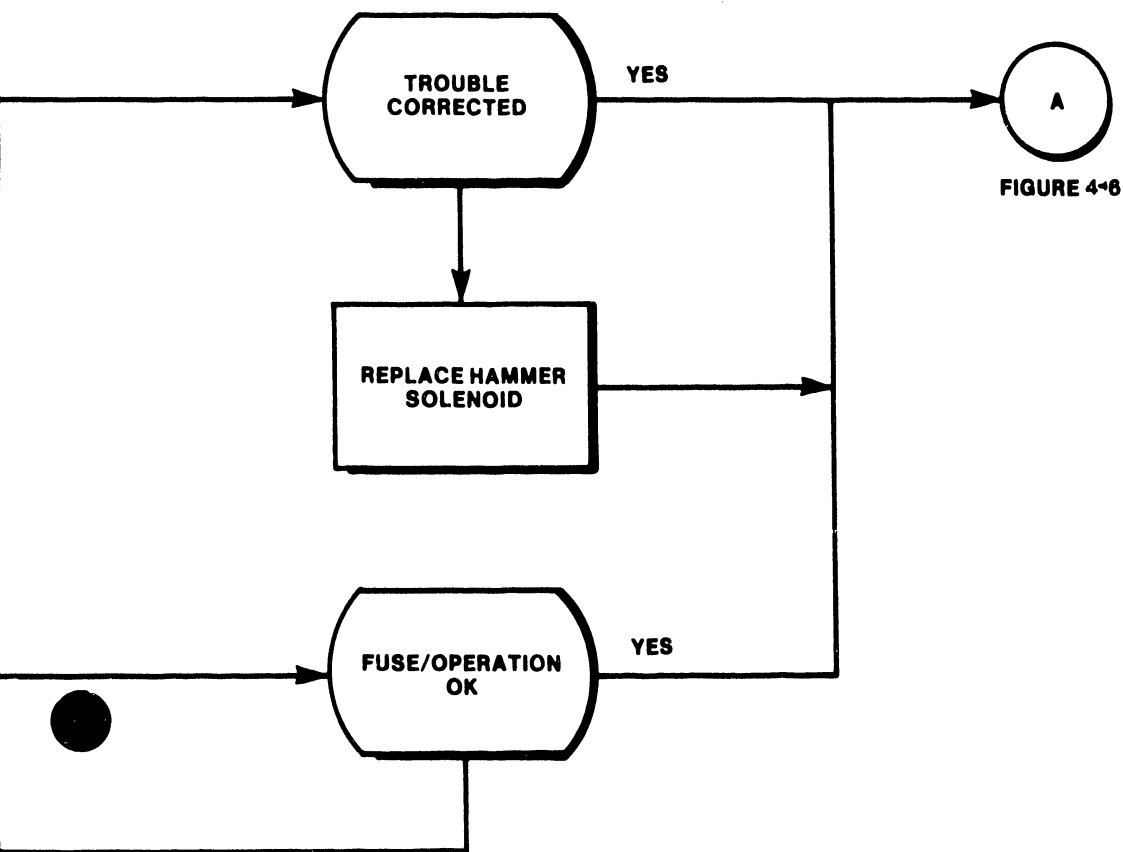 TROUBLE
CORRECTED
YES
A
FIGURE 4-6
REPLACE HAMMER
SOLENOID
FUSE/OPERATION
OK
YES